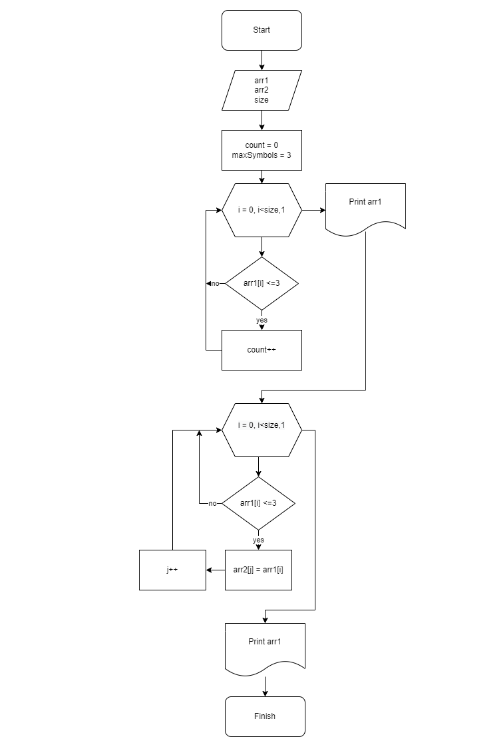 Start
arr1
arr2
size
count = 0
maxSymbols = 3
i = 0, i<size,1
Print arr1
arr1[i] <=3
no
yes
count++
i = 0, i<size,1
arr1[i] <=3
no
yes
j++
arr2[j] = arr1[i]
Print arr1
Finish